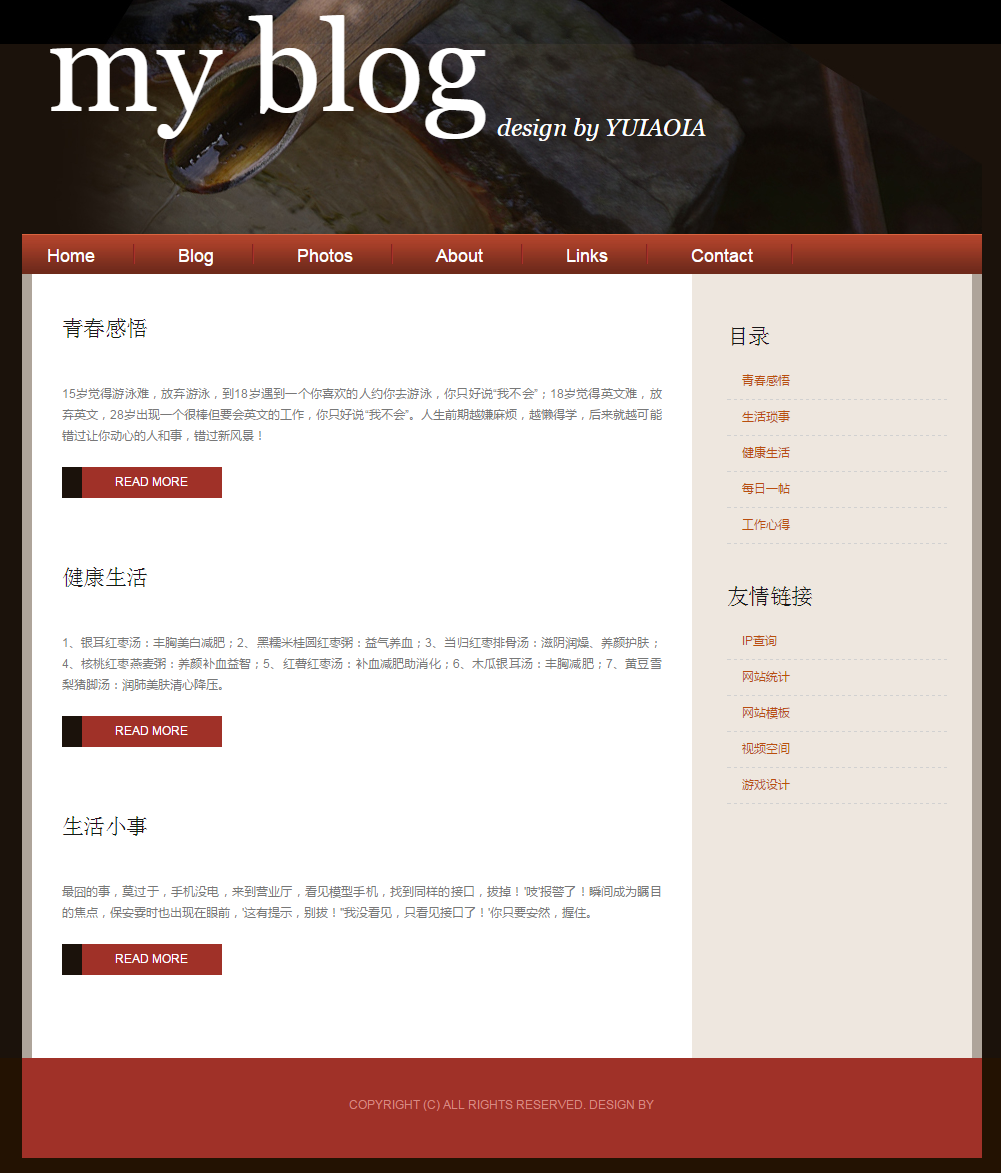 my blog
design by YUIAOIA
Home Blog Photos About Links Contact
青春感悟
15岁觉得游泳难，放弃游泳，到18岁遇到一个你喜欢的人约你去游泳，你只好说“我不会”；18岁觉得英文难，放
弃英文，28岁出现一个很棒但要会英文的工作，你只好说“我不会”。人生前期越嫌麻烦，越懒得学，后来就越可能
错过让你动心的人和事，错过新风景！
READ MORE
健康生活
1、银耳红枣汤：丰胸美白减肥；2、黑糯米桂圆红枣粥：益气养血；3、当归红枣排骨汤：滋阴润燥、养颜护肤；
4、核桃红枣燕麦粥：养颜补血益智；5、红薯红枣汤：补血减肥助消化；6、木瓜银耳汤：丰胸减肥；7、黄豆雪
梨猪脚汤：润肺美肤清心降压。
READ MORE
生活小事
最囧的事，莫过于，手机没电，来到营业厅，看见模型手机，找到同样的接口，拔掉！'吱'报警了！瞬间成为瞩目
的焦点，保安霎时也出现在眼前，'这有提示，别拔！''我没看见，只看见接口了！'你只要安然，握住。
READ MORE
目录
青春感悟
生活琐事
健康生活
每日一帖
工作心得
友情链接
IP查询
网站统计
网站模板
视频空间
游戏设计
COPYRIGHT (C) ALL RIGHTS RESERVED. DESIGN BY